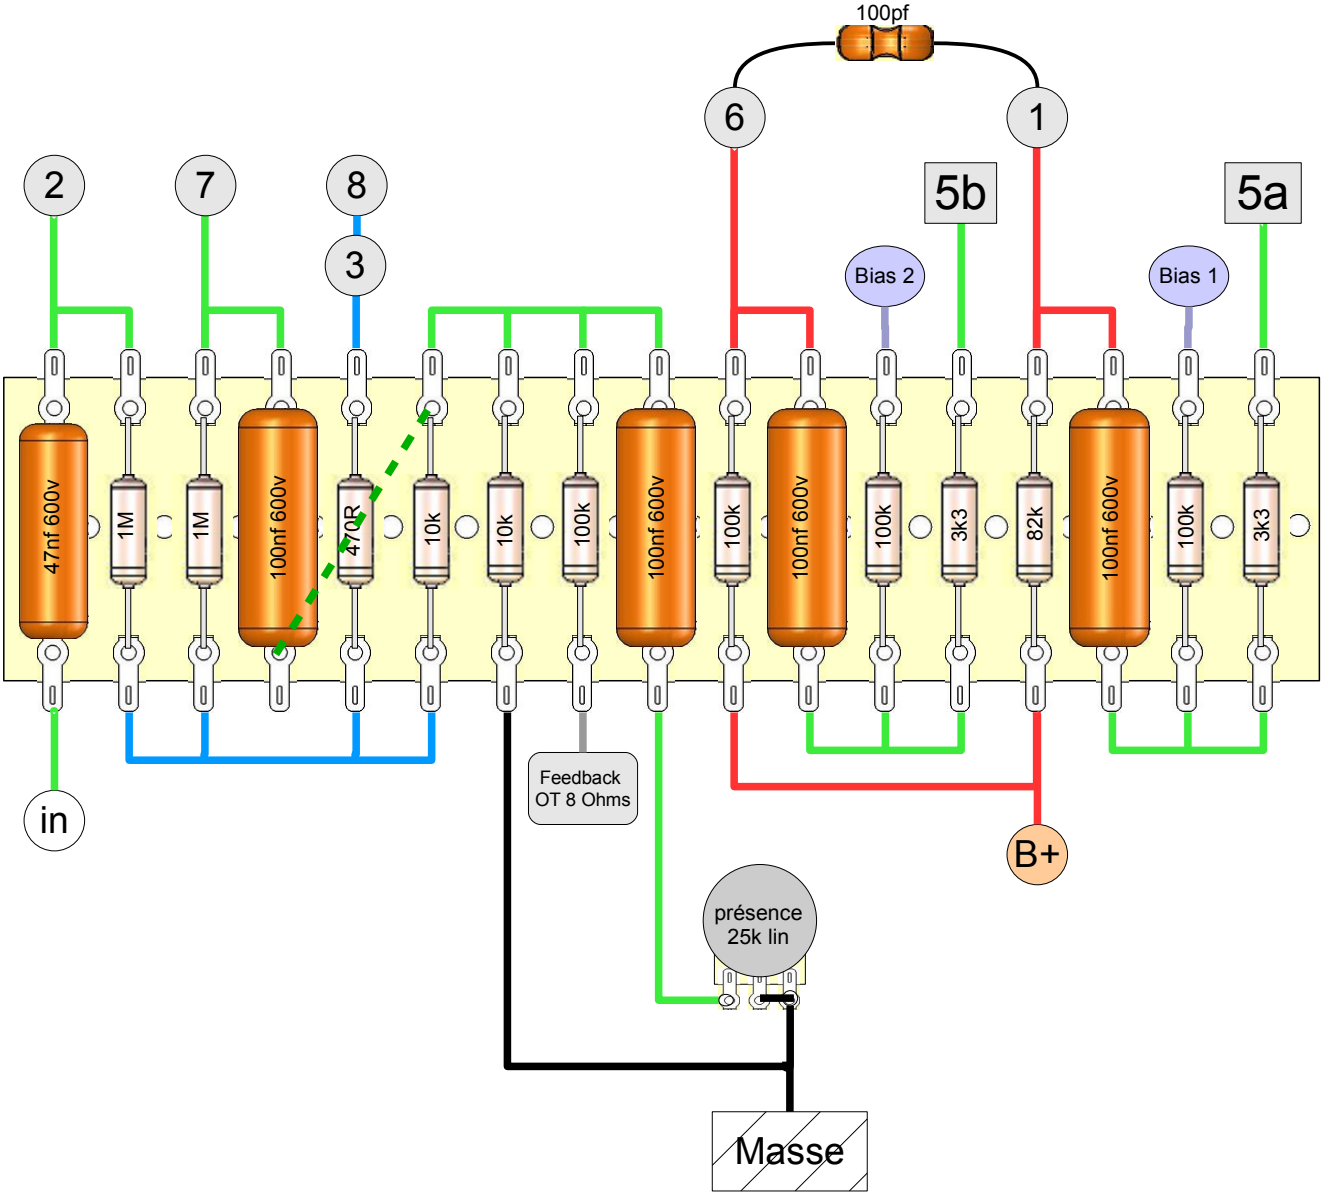 100pf
6
1
2
7
8
5b
5a
3
Bias 2
Bias 1
47nf 600v
1M
1M
100nf 600v
470R
10k
10k
100k
100nf 600v
100k
100nf 600v
100k
3k3
82k
100nf 600v
100k
3k3
Feedback
OT 8 Ohms
in
B+
présence
25k lin
Masse